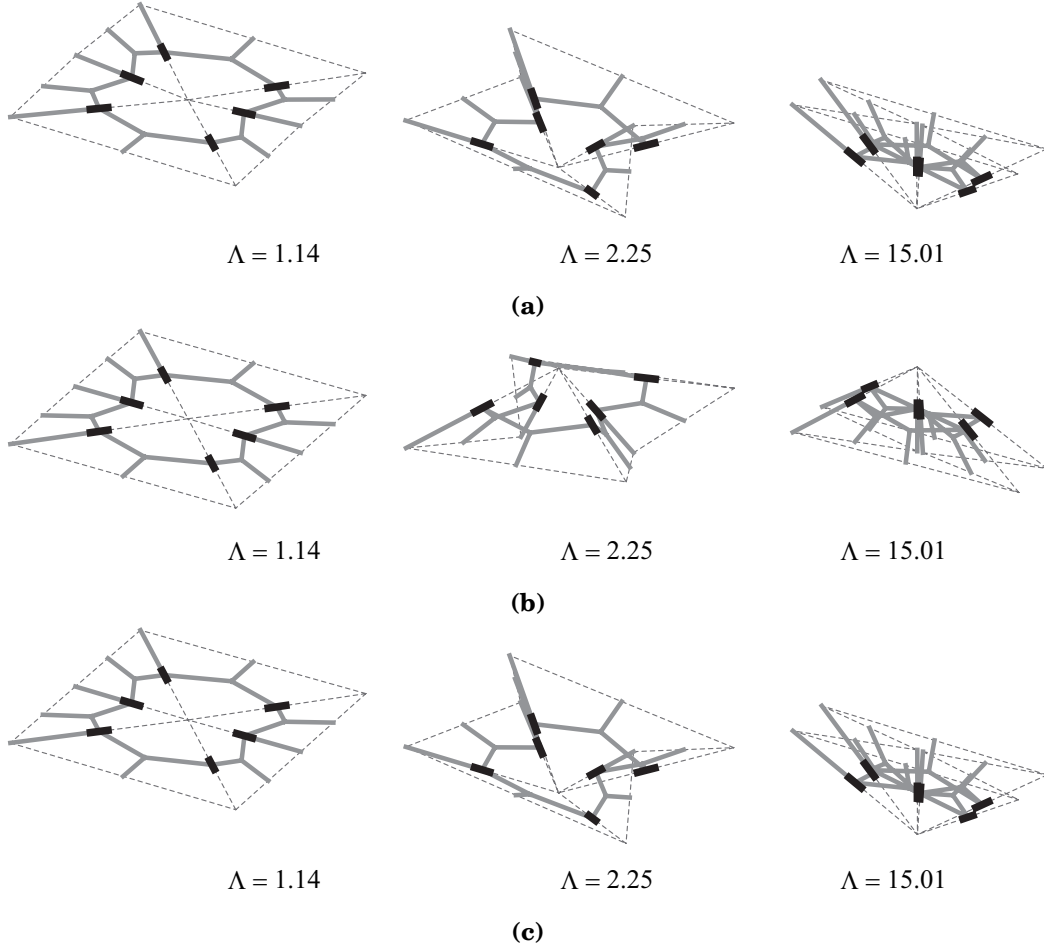 Λ = 1.14 Λ = 2.25 Λ = 15.01
(a)
Λ = 1.14 Λ = 2.25 Λ = 15.01
(b)
Λ = 1.14 Λ = 2.25 Λ = 15.01
(c)